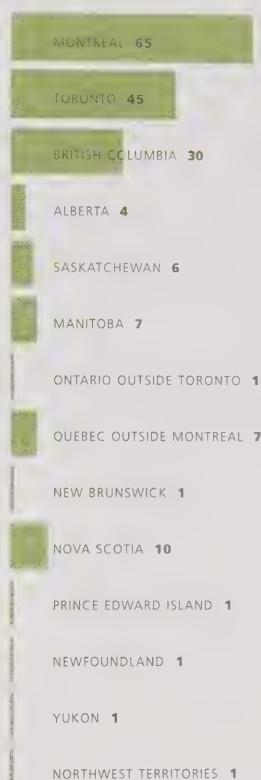 MONTREAL 65
TORONTO 45
BRITISH COLUMBIA 30
ALBERTA 4
SASKATCHEWAN 6
MANITOBA 7
ONTARIO OUTSIDE TORONTO 1
QUEBEC OUTSIDE MONTREAL 7
NEW BRUNSWICK 1
NOVA SCOTIA 10
PRINCE EDWARD ISLAND 1
NEWFOUNDLAND 1
YUKON 1
NORTHWEST TERRITORIES 1